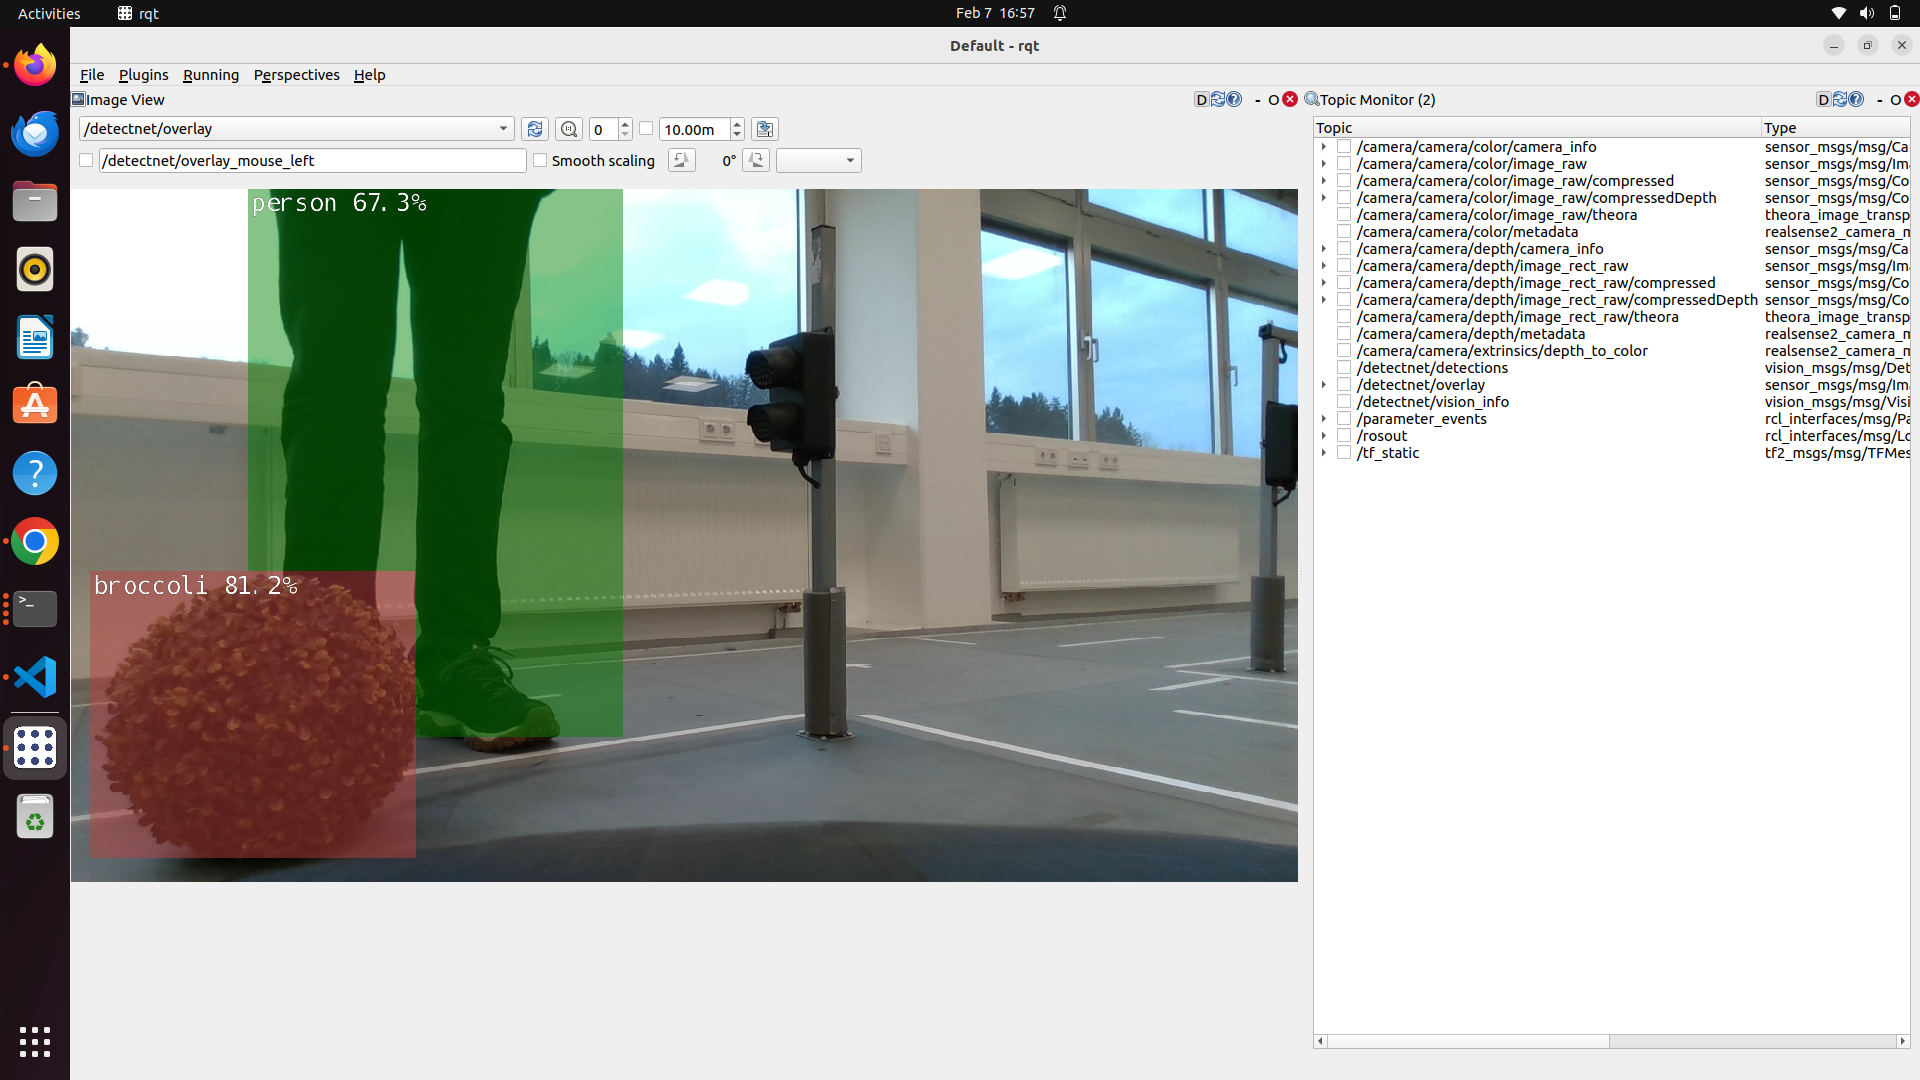 Activities rqt Feb 7 16:57
Default - rqt
File Plugins Running Perspectives Help
Image View D - O
/detectnet/overlay 0 10.00m
/detectnet/overlay_mouse_left Smooth scaling 0°
person 67.3%
broccoli 81.2%
Topic Monitor (2) D - O
Topic Type
/camera/camera/color/camera_info sensor_msgs/msg/Ca
/camera/camera/color/image_raw sensor_msgs/msg/Ima
/camera/camera/color/image_raw/compressed sensor_msgs/msg/Co
/camera/camera/color/image_raw/compressedDepth sensor_msgs/msg/Co
/camera/camera/color/image_raw/theora theora_image_transp
/camera/camera/color/metadata realsense2_camera_m
/camera/camera/depth/camera_info sensor_msgs/msg/Ca
/camera/camera/depth/image_rect_raw sensor_msgs/msg/Ima
/camera/camera/depth/image_rect_raw/compressed sensor_msgs/msg/Co
/camera/camera/depth/image_rect_raw/compressedDepth sensor_msgs/msg/Co
/camera/camera/depth/image_rect_raw/theora theora_image_transp
/camera/camera/depth/metadata realsense2_camera_m
/camera/camera/extrinsics/depth_to_color realsense2_camera_m
/detectnet/detections vision_msgs/msg/Det
/detectnet/overlay sensor_msgs/msg/Ima
/detectnet/vision_info vision_msgs/msg/Visi
/parameter_events rcl_interfaces/msg/Pa
/rosout rcl_interfaces/msg/Lo
/tf_static tf2_msgs/msg/TFMes